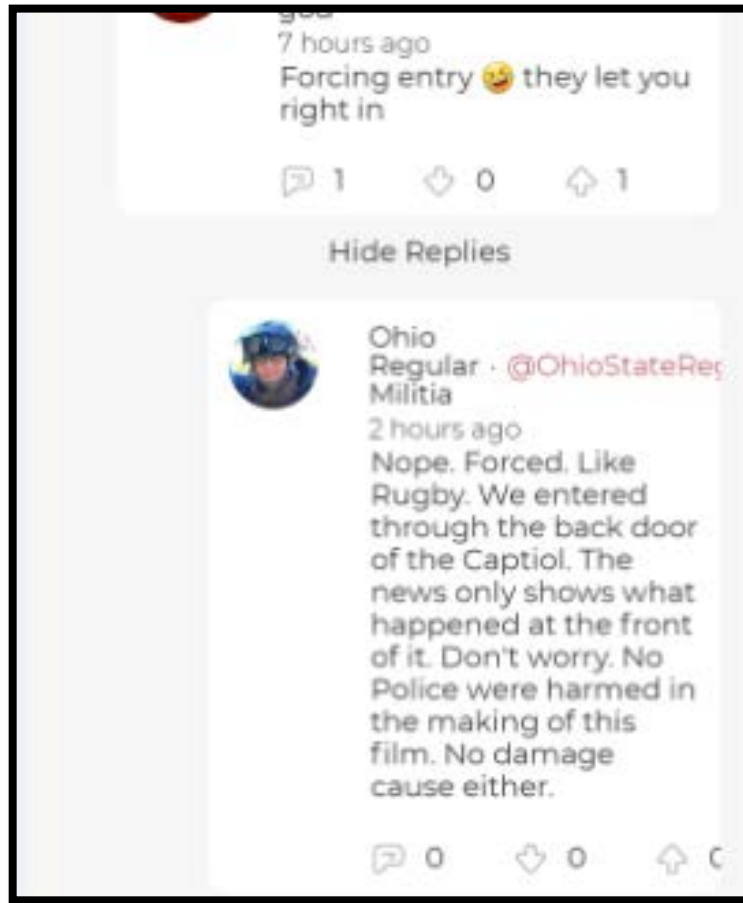 7 hours ago
Forcing entry 🤪 they let you
right in
1 0 1
Hide Replies
Ohio
Regular · @OhioStateReg
Militia
2 hours ago
Nope. Forced. Like
Rugby. We entered
through the back door
of the Captiol. The
news only shows what
happened at the front
of it. Don't worry. No
Police were harmed in
the making of this
film. No damage
cause either.
0 0